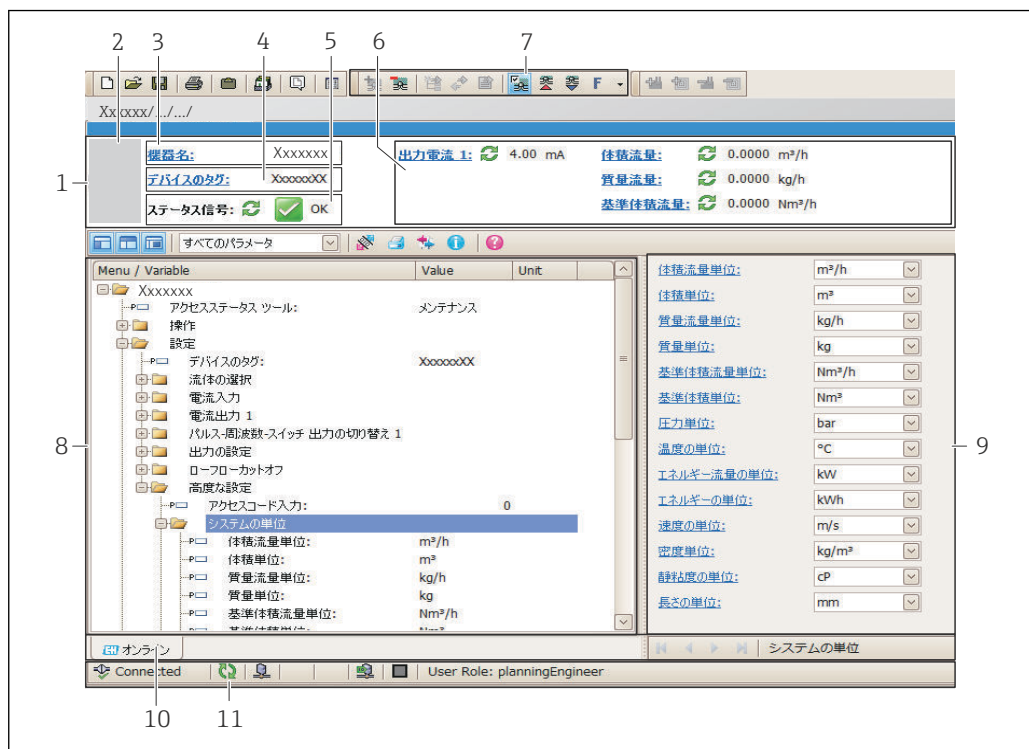 2 3 4 5 6 7
F
Xxxxxx/../../
1
機器名: Xxxxxxx
デバイスのタグ: XxxxxxXX
ステータス信号: OK
出力電流 1: 4.00 mA
体積流量: 0.0000 m³/h
質量流量: 0.0000 kg/h
基準体積流量: 0.0000 Nm³/h
すべてのパラメータ
8
Menu / Variable Value Unit
Xxxxxxx
アクセスステータス ツール: メンテナンス
操作
設定
デバイスのタグ: XxxxxxXX
流体の選択
電流入力
電流出力 1
パルス-周波数-スイッチ 出力の切り替え 1
出力の設定
ローフローカットオフ
高度な設定
アクセスコード入力: 0
システムの単位
体積流量単位: m³/h
体積単位: m³
質量流量単位: kg/h
質量単位: kg
基準体積流量単位: Nm³/h
基準体積単位: Nm³
体積流量単位: m³/h
体積単位: m³
質量流量単位: kg/h
質量単位: kg
基準体積流量単位: Nm³/h
基準体積単位: Nm³
圧力単位: bar
温度の単位: °C
エネルギー流量の単位: kW
エネルギーの単位: kWh
速度の単位: m/s
密度単位: kg/m³
静粘度の単位: cP
長さの単位: mm
9
オンライン
システムの単位
Connected
User Role: planningEngineer
10 11